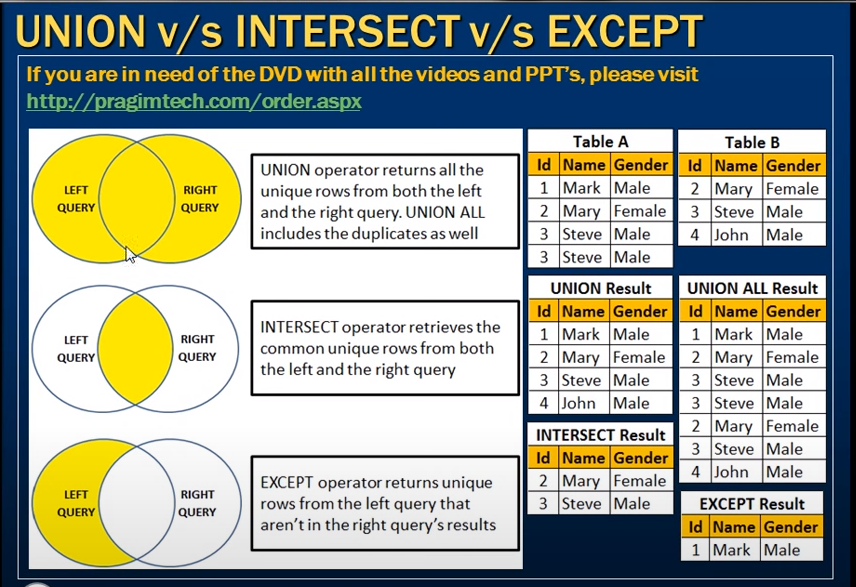 UNION v/s INTERSECT v/s EXCEPT
If you are in need of the DVD with all the videos and PPT's, please visit
http://pragimtech.com/order.aspx
LEFT
QUERY
RIGHT
QUERY
UNION operator returns all the
unique rows from both the left
and the right query. UNION ALL
includes the duplicates as well
LEFT
QUERY
RIGHT
QUERY
INTERSECT operator retrieves the
common unique rows from both
the left and the right query
LEFT
QUERY
RIGHT
QUERY
EXCEPT operator returns unique
rows from the left query that
aren't in the right query's results
Table A
Id Name Gender
1 Mark Male
2 Mary Female
3 Steve Male
3 Steve Male
Table B
Id Name Gender
2 Mary Female
3 Steve Male
4 John Male
UNION Result
Id Name Gender
1 Mark Male
2 Mary Female
3 Steve Male
4 John Male
UNION ALL Result
Id Name Gender
1 Mark Male
2 Mary Female
3 Steve Male
3 Steve Male
2 Mary Female
3 Steve Male
4 John Male
INTERSECT Result
Id Name Gender
2 Mary Female
3 Steve Male
EXCEPT Result
Id Name Gender
1 Mark Male